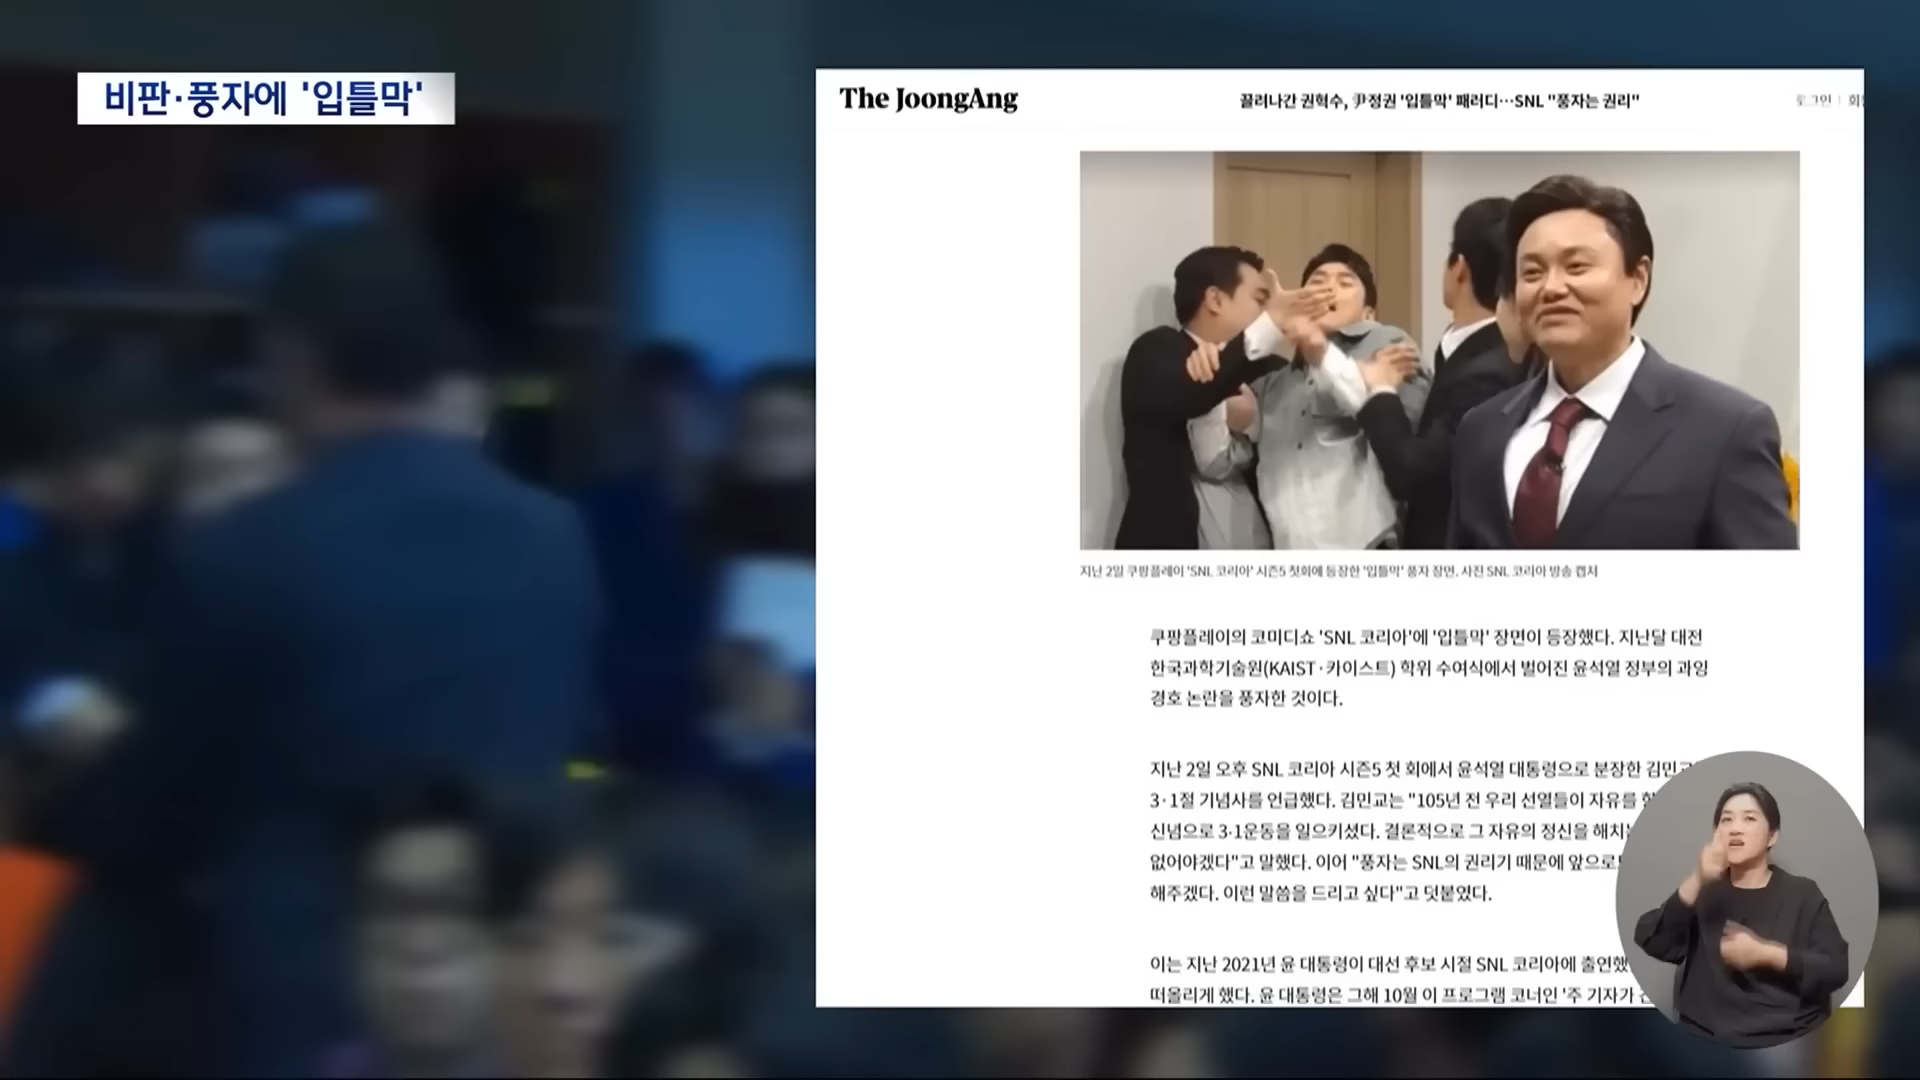 비판·풍자에 '입틀막'
The JoongAng
끌려나간 권혁수, 尹정권 '입틀막' 패러디…SNL "풍자는 권리"
로그인
지난 2일 쿠팡플레이 'SNL 코리아' 시즌5 첫회에 등장한 '입틀막' 풍자 장면. 사진 SNL 코리아 방송 캡처
쿠팡플레이의 코미디쇼 'SNL 코리아'에 '입틀막' 장면이 등장했다. 지난달 대전
한국과학기술원(KAIST·카이스트) 학위 수여식에서 벌어진 윤석열 정부의 과잉
경호 논란을 풍자한 것이다.
지난 2일 오후 SNL 코리아 시즌5 첫 회에서 윤석열 대통령으로 분장한 김민교
3·1절 기념사를 언급했다. 김민교는 "105년 전 우리 선열들이 자유를
신념으로 3·1운동을 일으키셨다. 결론적으로 그 자유의 정신을 해치
없어야겠다"고 말했다. 이어 "풍자는 SNL의 권리기 때문에 앞으로
해주겠다. 이런 말씀을 드리고 싶다"고 덧붙였다.
이는 지난 2021년 윤 대통령이 대선 후보 시절 SNL 코리아에 출연했
떠올리게 했다. 윤 대통령은 그해 10월 이 프로그램 코너인 '주 기자가